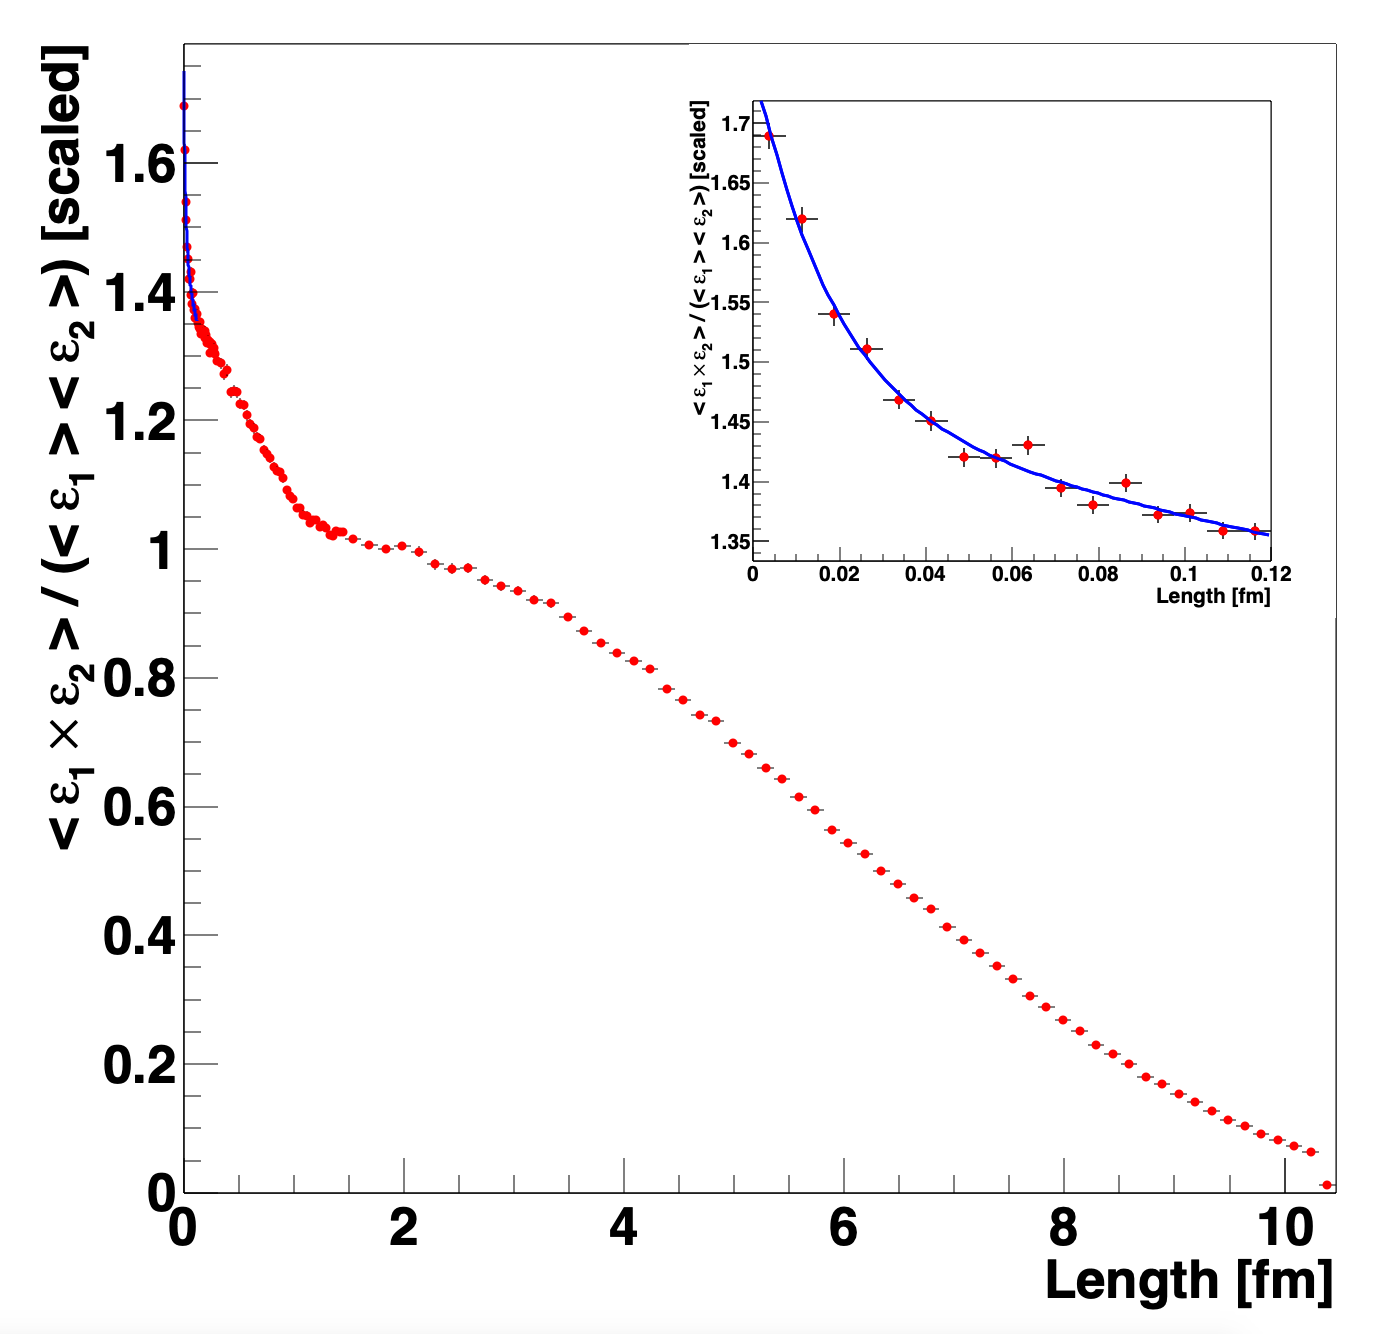 < ε₁ × ε₂ > / (< ε₁ > < ε₂ >) [scaled]
1.6
1.4
1.2
1
0.8
0.6
0.4
0.2
0
0 2 4 6 8 10
Length [fm]
< ε₁ × ε₂ > / (< ε₁ > < ε₂ >) [scaled]
1.7
1.65
1.6
1.55
1.5
1.45
1.4
1.35
0 0.02 0.04 0.06 0.08 0.1 0.12
Length [fm]